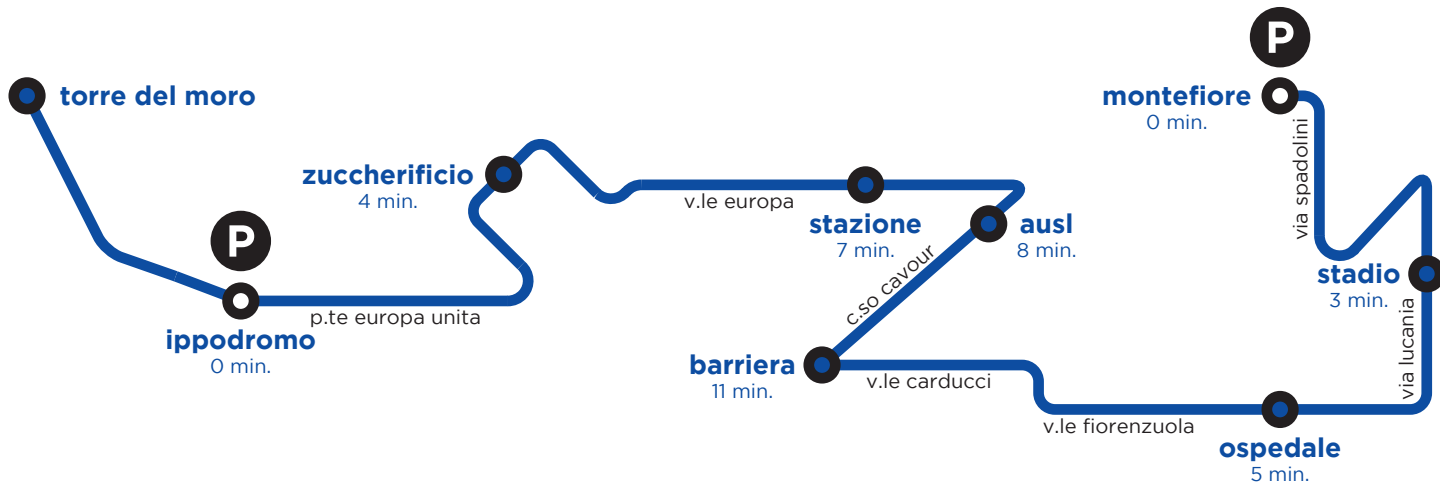 P
montefiore
0 min.
torre del moro
via spadolini
zuccherificio
4 min.
v.le europa
stazione
7 min.
ausl
8 min.
P
c.so cavour
stadio
3 min.
p.te europa unita
ippodromo
0 min.
barriera
11 min.
v.le carducci
via lucania
v.le fiorenzuola
ospedale
5 min.